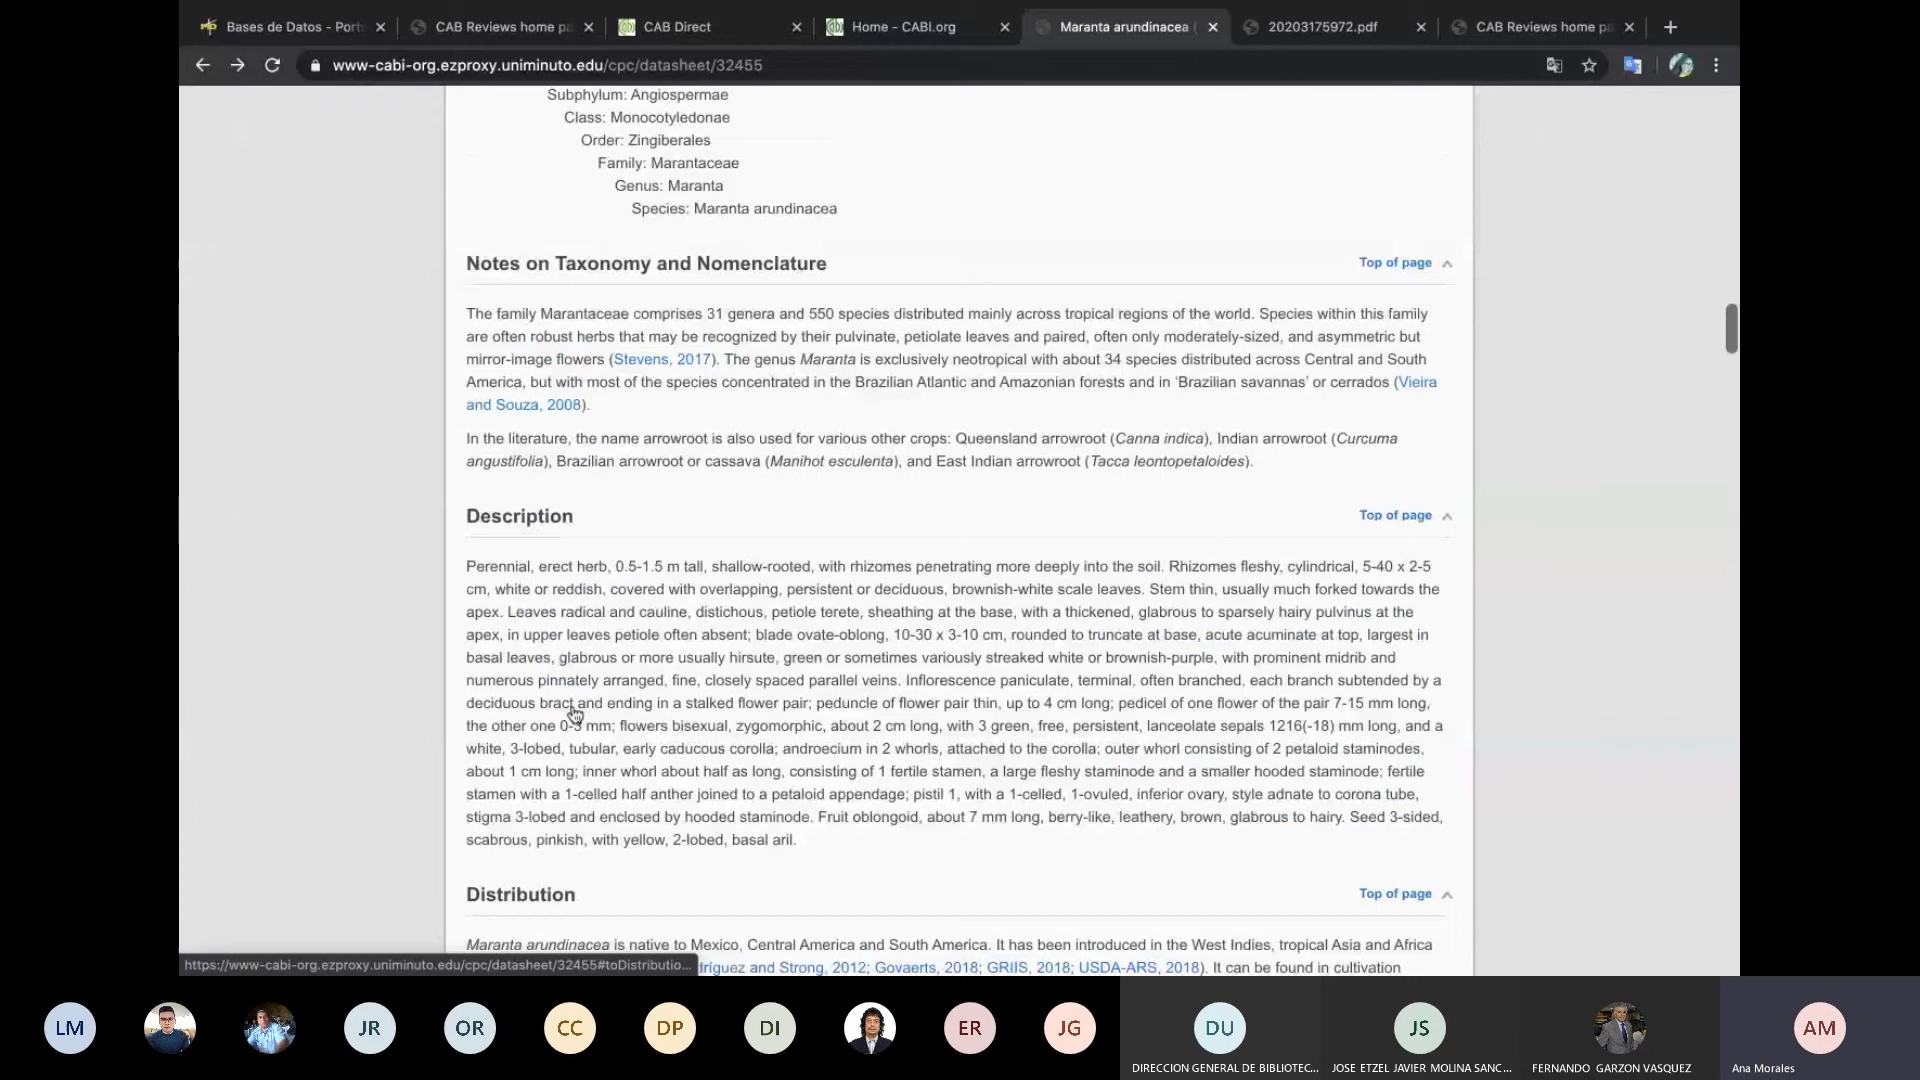 Bases de Datos - Port
CAB Reviews home pa
CAB Direct
Home - CABI.org
Maranta arundinacea (
20203175972.pdf
CAB Reviews home pa
www-cabi-org.ezproxy.uniminuto.edu/cpc/datasheet/32455
Subphylum: Angiospermae
Class: Monocotyledonae
Order: Zingiberales
Family: Marantaceae
Genus: Maranta
Species: Maranta arundinacea
Notes on Taxonomy and Nomenclature
Top of page
The family Marantaceae comprises 31 genera and 550 species distributed mainly across tropical regions of the world. Species within this family
are often robust herbs that may be recognized by their pulvinate, petiolate leaves and paired, often only moderately-sized, and asymmetric but
mirror-image flowers (Stevens, 2017). The genus Maranta is exclusively neotropical with about 34 species distributed across Central and South
America, but with most of the species concentrated in the Brazilian Atlantic and Amazonian forests and in ‘Brazilian savannas’ or cerrados (Vieira
and Souza, 2008).
In the literature, the name arrowroot is also used for various other crops: Queensland arrowroot (Canna indica), Indian arrowroot (Curcuma
angustifolia), Brazilian arrowroot or cassava (Manihot esculenta), and East Indian arrowroot (Tacca leontopetaloides).
Description
Top of page
Perennial, erect herb, 0.5-1.5 m tall, shallow-rooted, with rhizomes penetrating more deeply into the soil. Rhizomes fleshy, cylindrical, 5-40 x 2-5
cm, white or reddish, covered with overlapping, persistent or deciduous, brownish-white scale leaves. Stem thin, usually much forked towards the
apex. Leaves radical and cauline, distichous, petiole terete, sheathing at the base, with a thickened, glabrous to sparsely hairy pulvinus at the
apex, in upper leaves petiole often absent; blade ovate-oblong, 10-30 x 3-10 cm, rounded to truncate at base, acute acuminate at top, largest in
basal leaves, glabrous or more usually hirsute, green or sometimes variously streaked white or brownish-purple, with prominent midrib and
numerous pinnately arranged, fine, closely spaced parallel veins. Inflorescence paniculate, terminal, often branched, each branch subtended by a
deciduous bract and ending in a stalked flower pair; peduncle of flower pair thin, up to 4 cm long; pedicel of one flower of the pair 7-15 mm long,
the other one 0-3 mm; flowers bisexual, zygomorphic, about 2 cm long, with 3 green, free, persistent, lanceolate sepals 1216(-18) mm long, and a
white, 3-lobed, tubular, early caducous corolla; androecium in 2 whorls, attached to the corolla; outer whorl consisting of 2 petaloid staminodes,
about 1 cm long; inner whorl about half as long, consisting of 1 fertile stamen, a large fleshy staminode and a smaller hooded staminode; fertile
stamen with a 1-celled half anther joined to a petaloid appendage; pistil 1, with a 1-celled, 1-ovuled, inferior ovary, style adnate to corona tube,
stigma 3-lobed and enclosed by hooded staminode. Fruit oblongoid, about 7 mm long, berry-like, leathery, brown, glabrous to hairy. Seed 3-sided,
scabrous, pinkish, with yellow, 2-lobed, basal aril.
Distribution
Top of page
Maranta arundinacea is native to Mexico, Central America and South America. It has been introduced in the West Indies, tropical Asia and Africa
https://www-cabi-org.ezproxy.uniminuto.edu/cpc/datasheet/32455#toDistributio...
dríguez and Strong, 2012; Govaerts, 2018; GRIIS, 2018; USDA-ARS, 2018). It can be found in cultivation
LM
JR
OR
CC
DP
DI
ER
JG
DU
JS
AM
DIRECCION GENERAL DE BIBLIOTEC...
JOSE ETZEL JAVIER MOLINA SANC...
FERNANDO GARZON VASQUEZ
Ana Morales